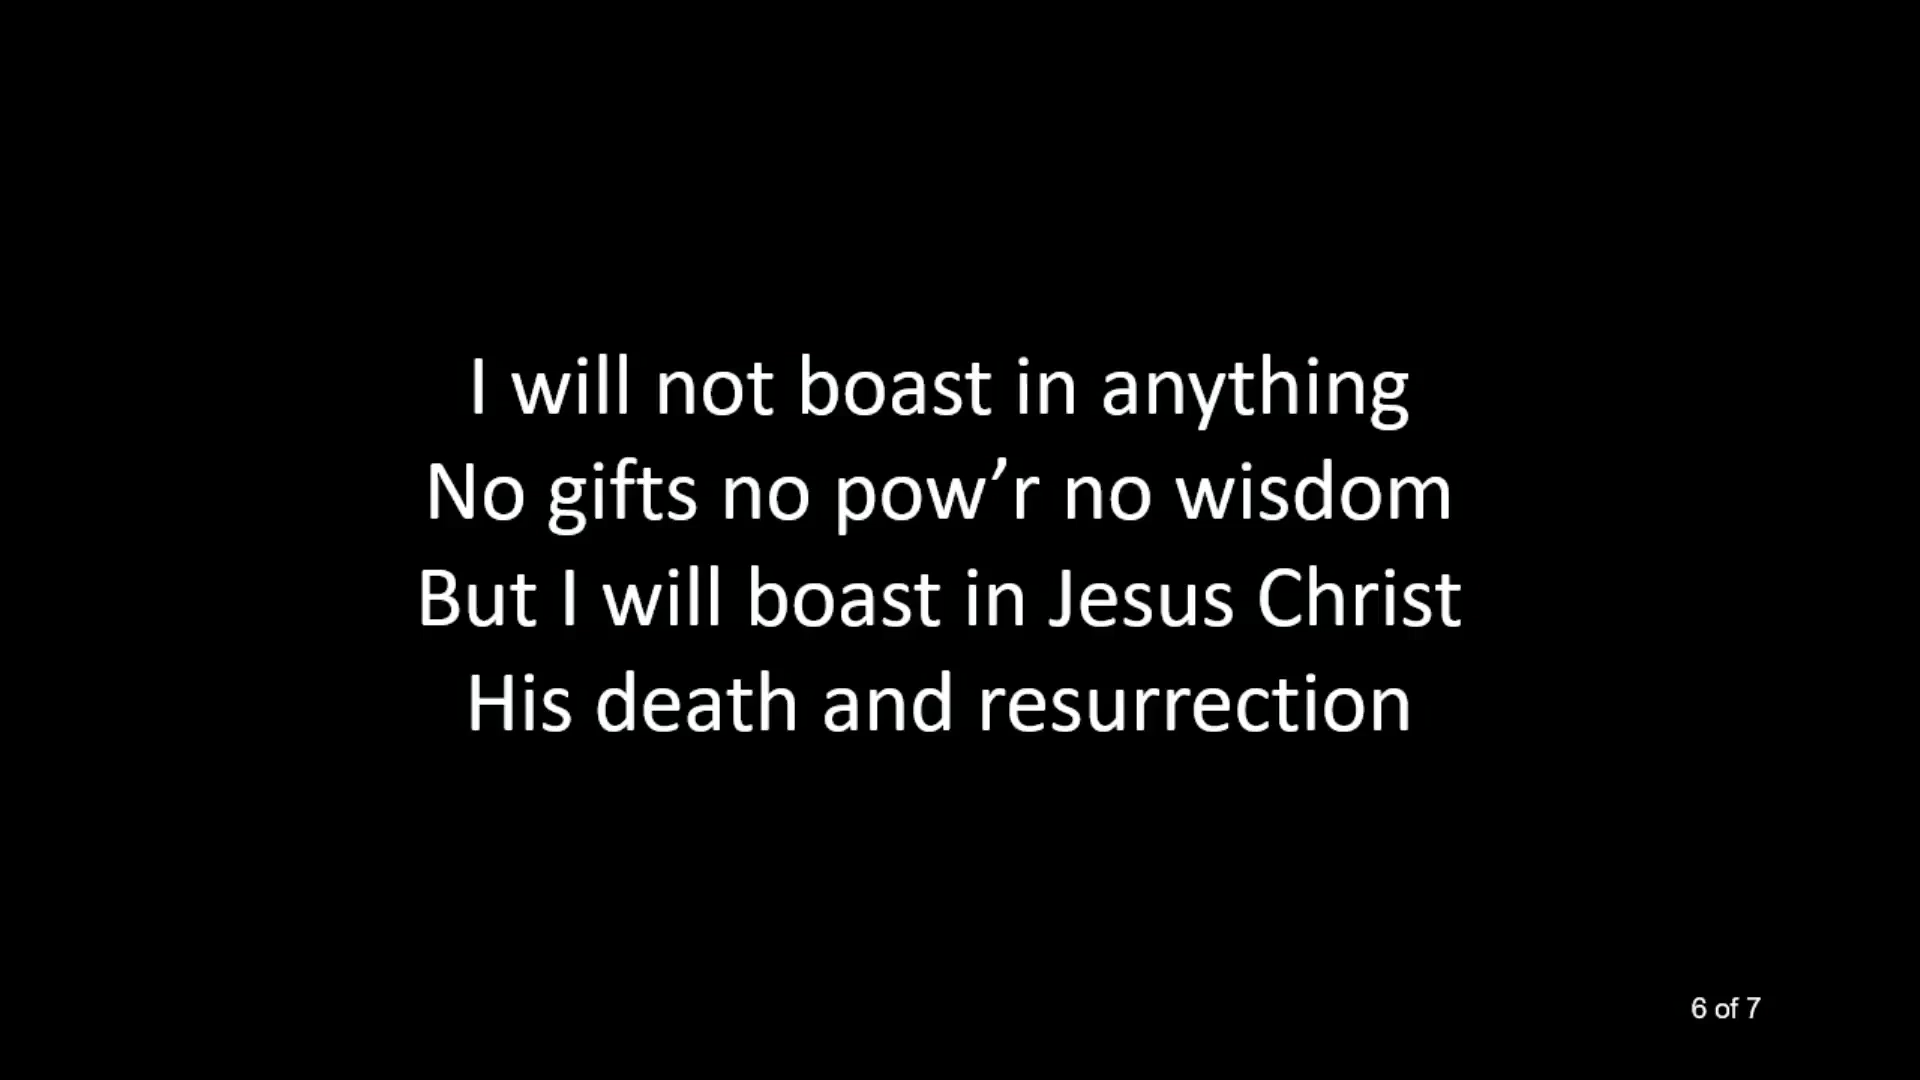 I will not boast in anything
No gifts no pow’r no wisdom
But I will boast in Jesus Christ
His death and resurrection
6 of 7